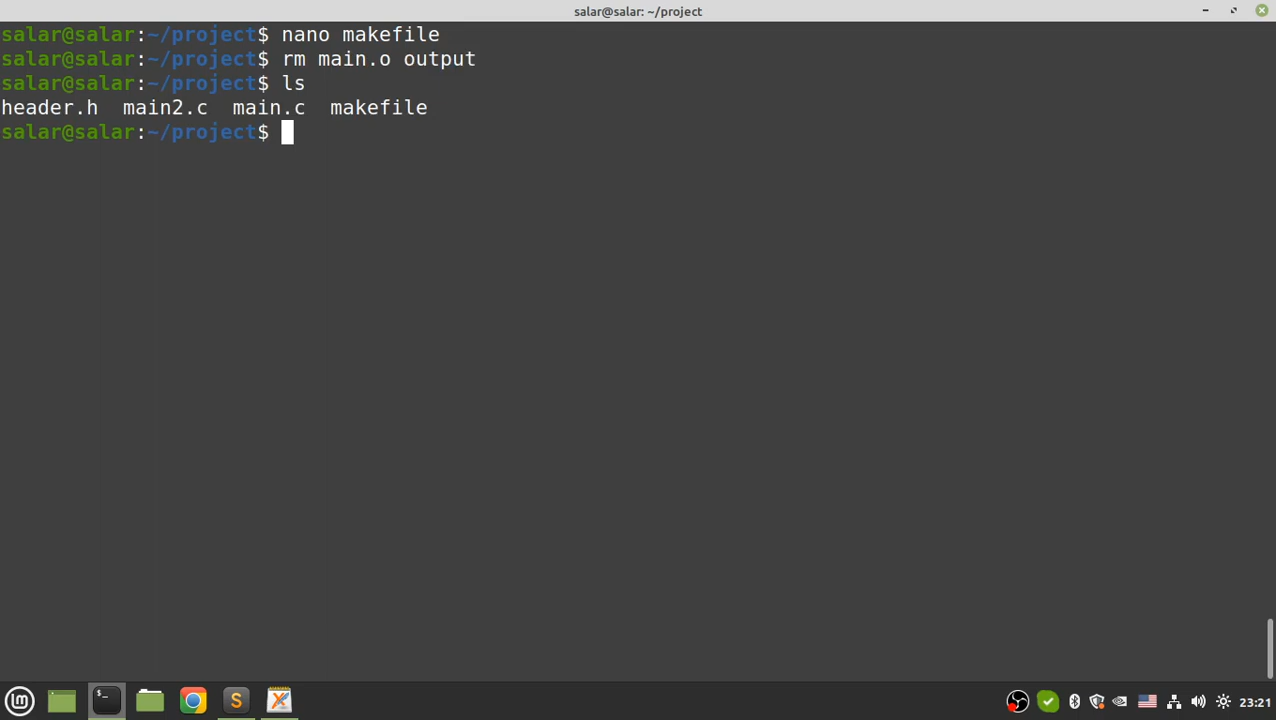 salar@salar: ~/project
salar@salar:~/project$ nano makefile
salar@salar:~/project$ rm main.o output
salar@salar:~/project$ ls
header.h  main2.c  main.c  makefile
salar@salar:~/project$
23:21